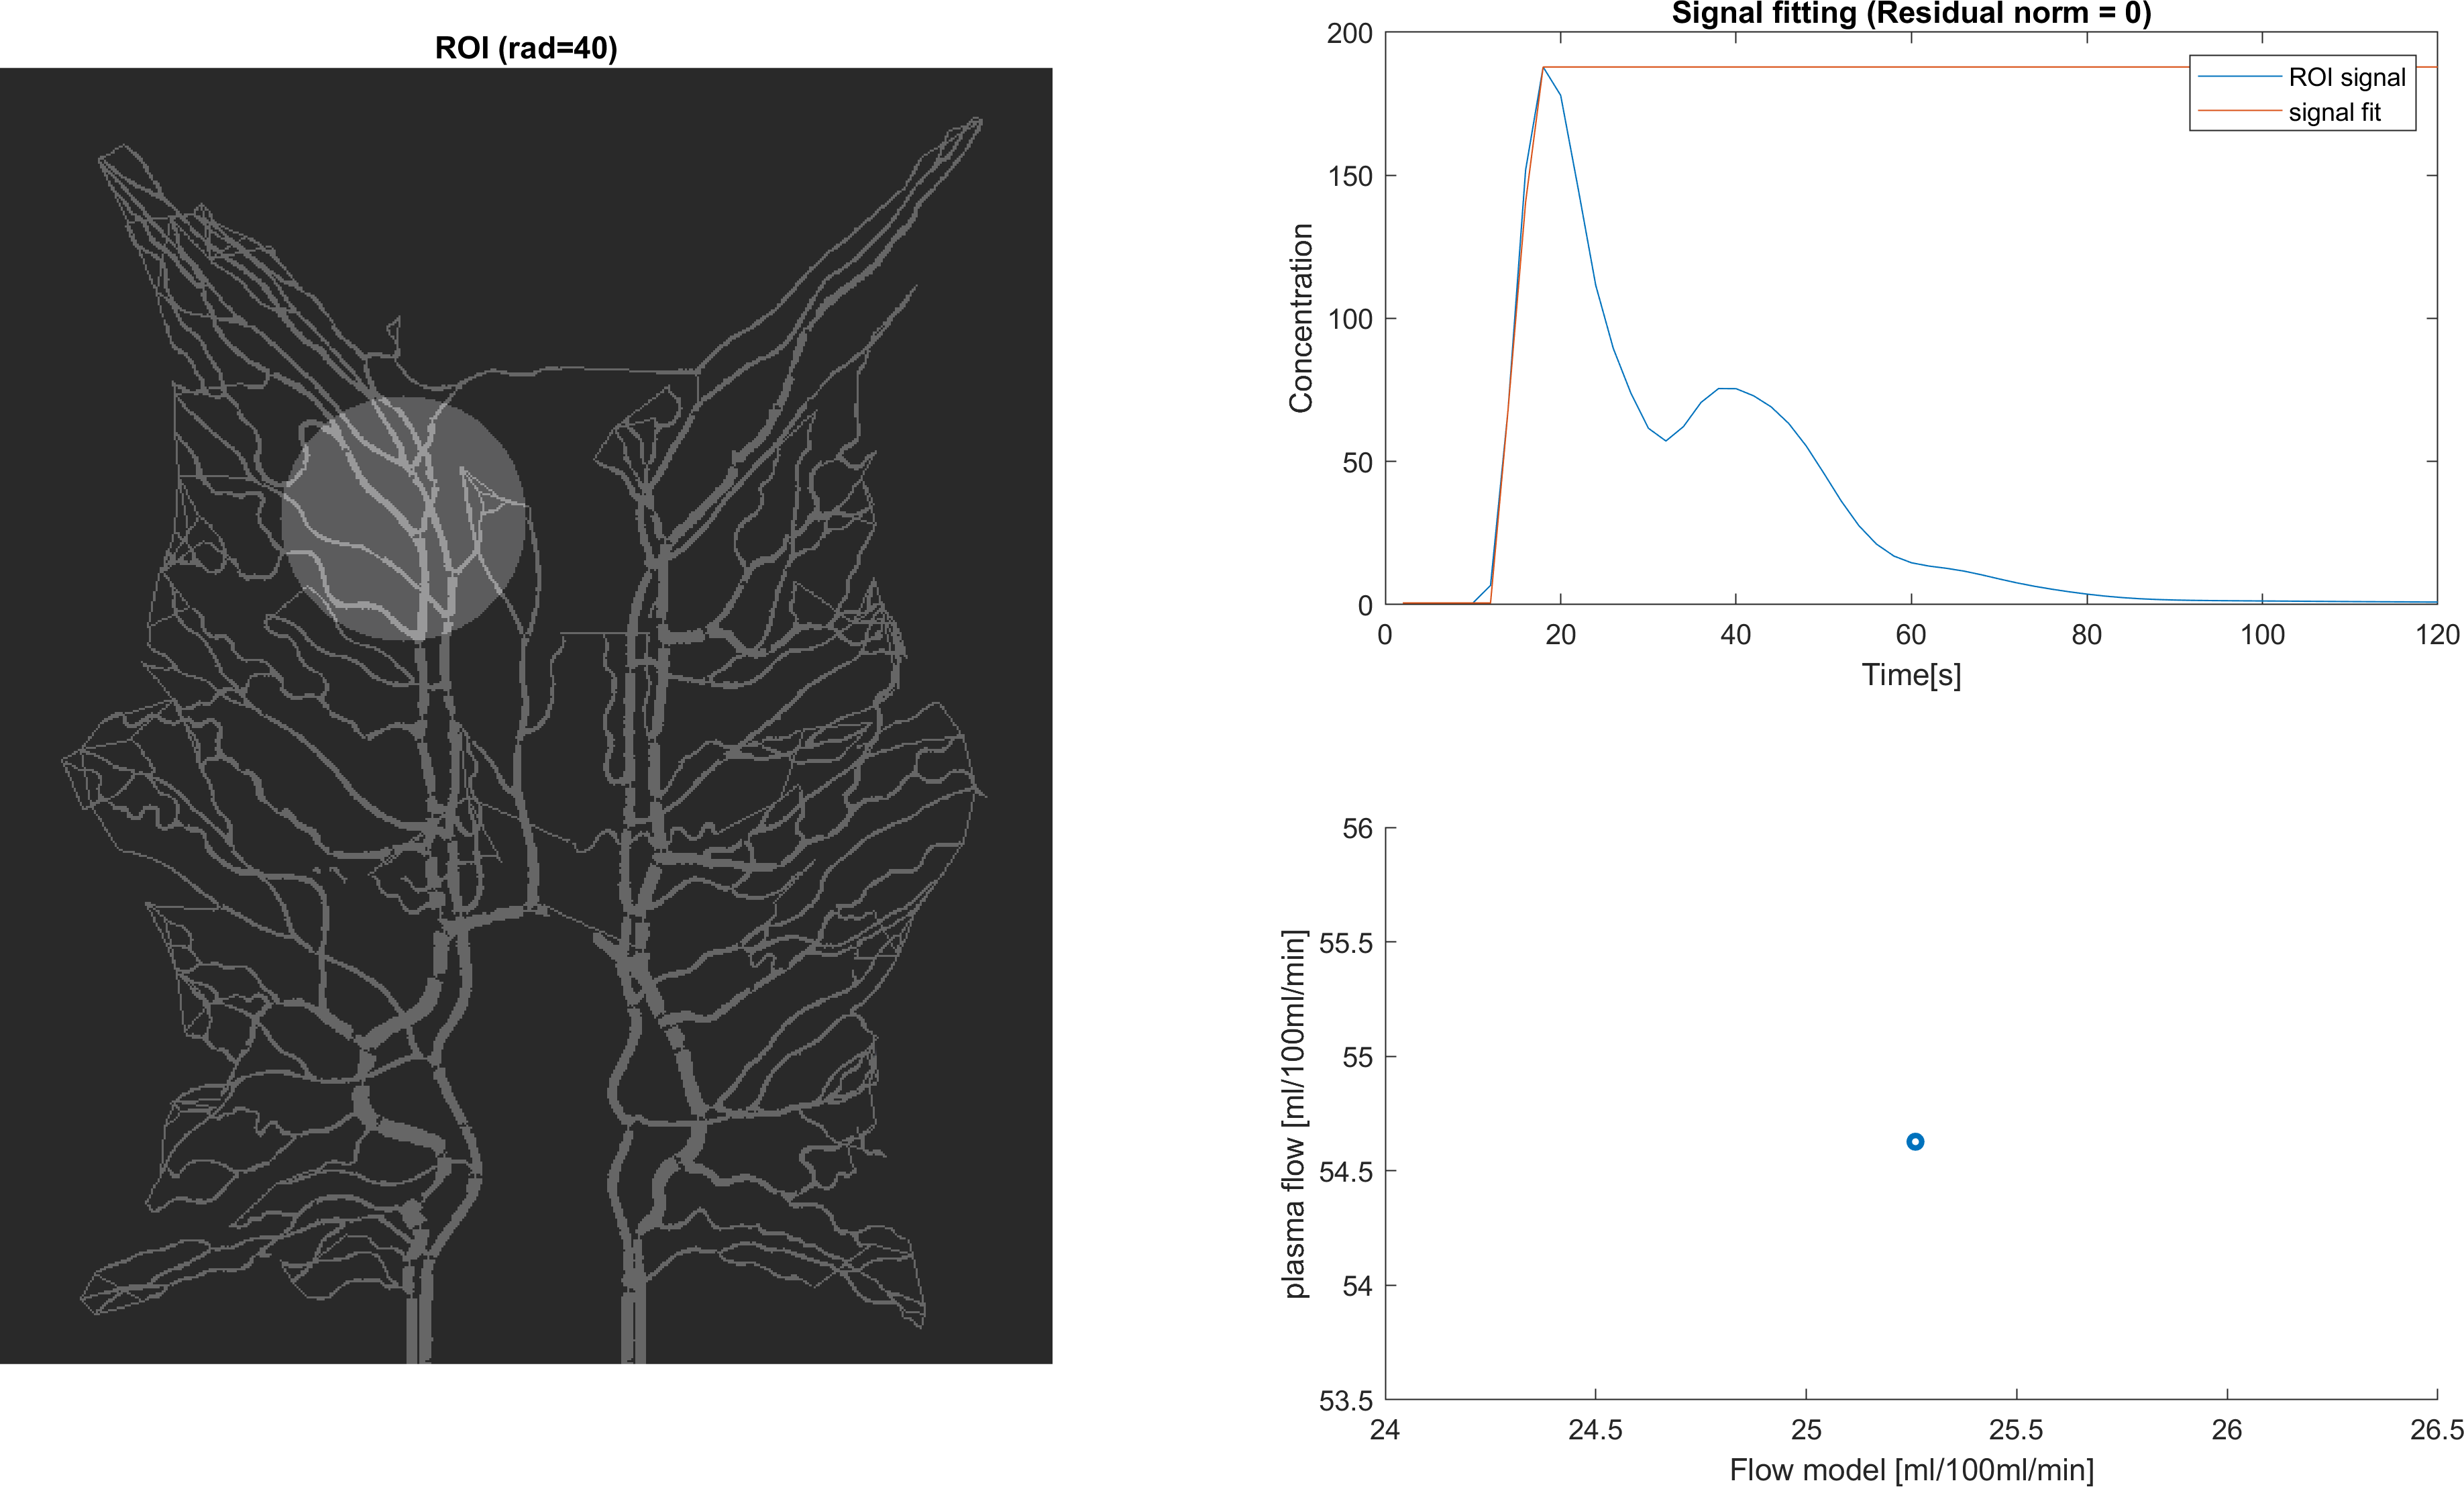 ROI (rad=40)
Signal fitting (Residual norm = 0)
200
150
100
50
0
Concentration
ROI signal
signal fit
0 20 40 60 80 100 120
Time[s]
56
55.5
55
54.5
54
53.5
plasma flow [ml/100ml/min]
24 24.5 25 25.5 26 26.5
Flow model [ml/100ml/min]